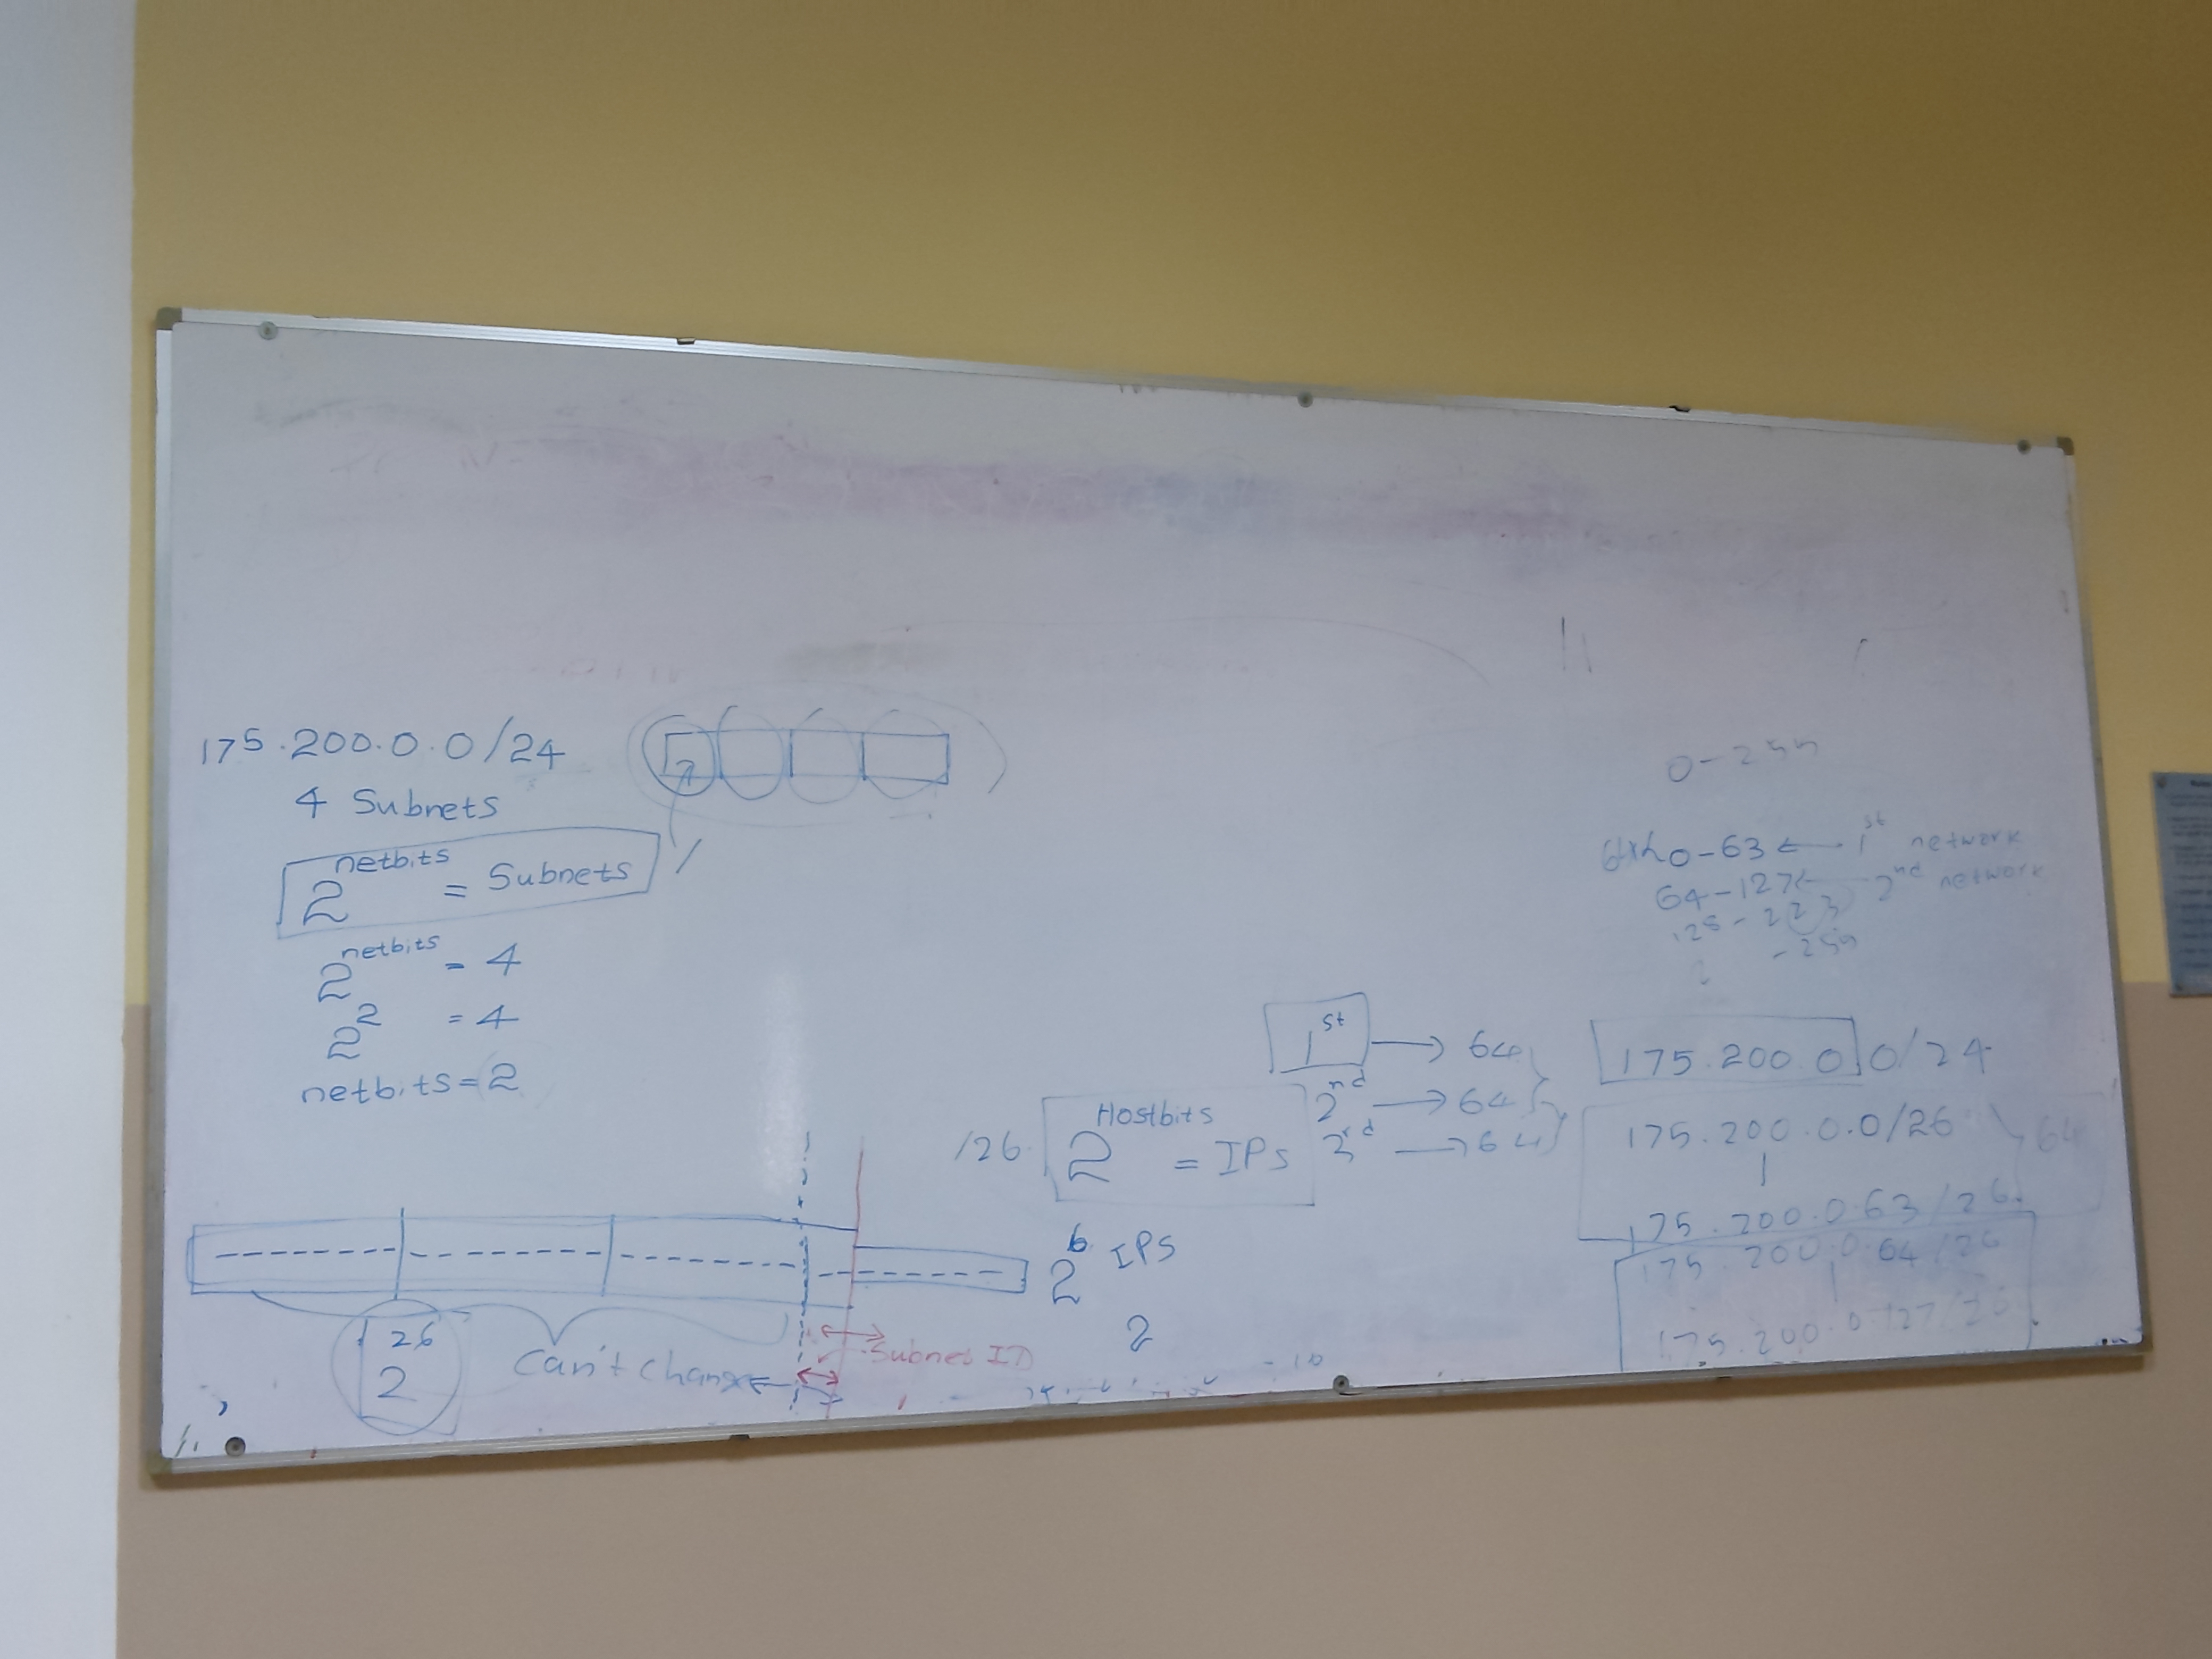 175.200.0.0/24
4 Subnets
2^netbits = Subnets
2^netbits = 4
2^2 = 4
netbits = 2
26
2
Can't change
Subnet ID
/26
2^Hostbits = IPs
2^6 IPs
2
1st → 64
2nd → 64
3rd → 64
0-255
0-63 ← 1st network
64-127 ← 2nd network
128-223
-255
175.200.0.0/24
175.200.0.0/26
64
175.200.0.63/26
175.200.0.64/26
175.200.0.127/26